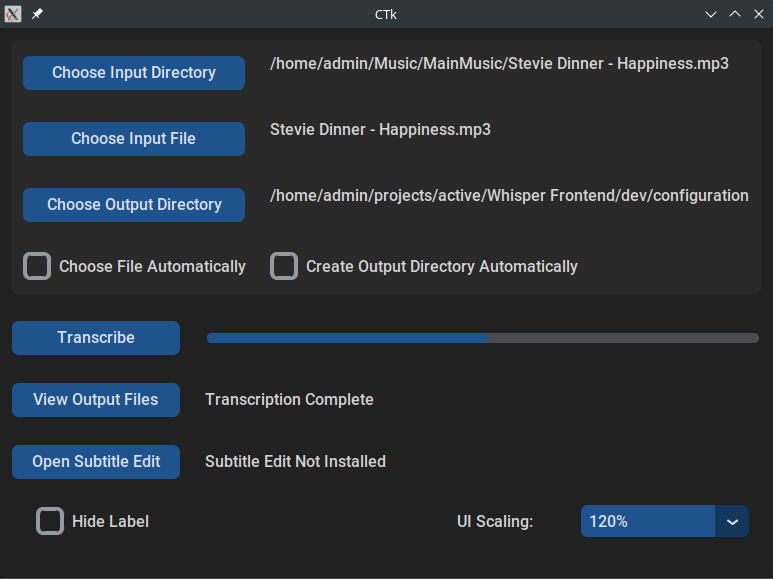 CTk
Choose Input Directory /home/admin/Music/MainMusic/Stevie Dinner - Happiness.mp3
Choose Input File Stevie Dinner - Happiness.mp3
Choose Output Directory /home/admin/projects/active/Whisper Frontend/dev/configuration
Choose File Automatically Create Output Directory Automatically
Transcribe
View Output Files Transcription Complete
Open Subtitle Edit Subtitle Edit Not Installed
Hide Label UI Scaling: 120%